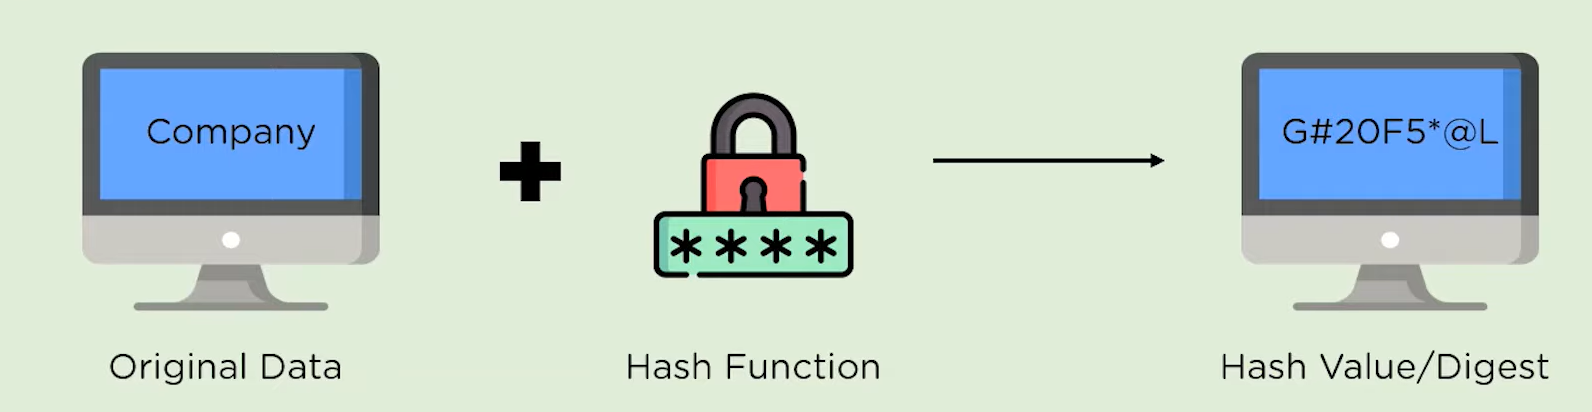 Company
G#20F5*@L
****
Original Data
Hash Function
Hash Value/Digest